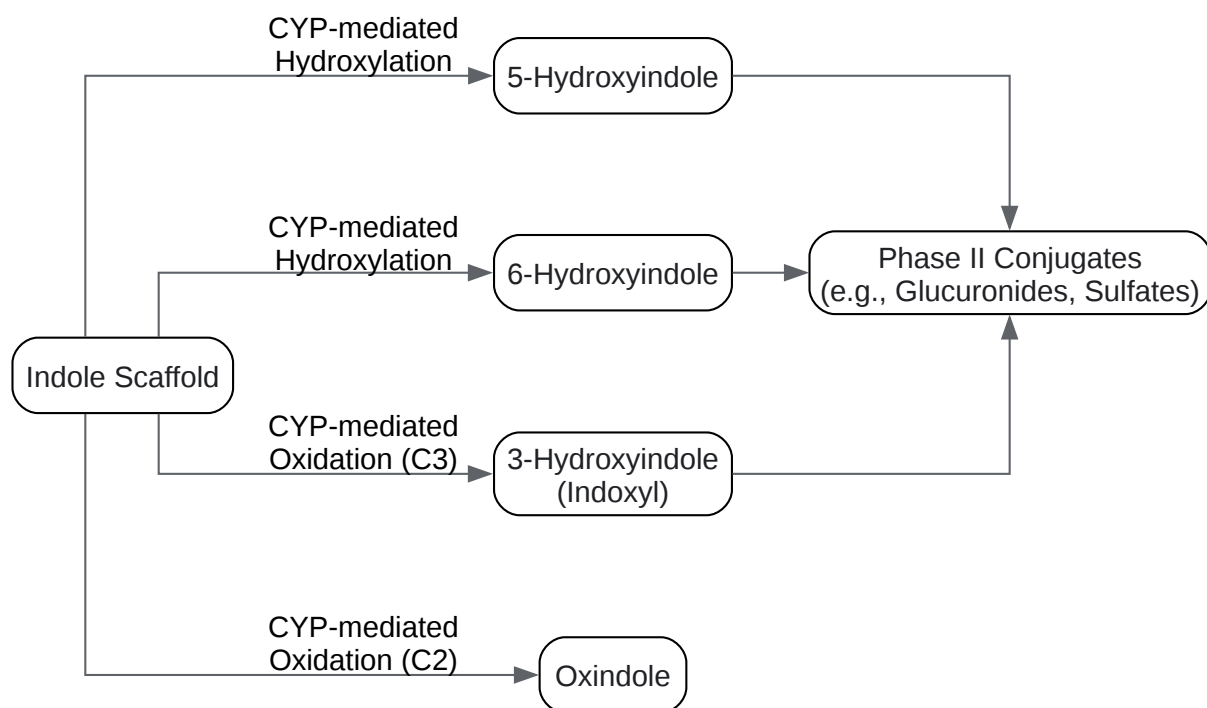 CYP-mediated
Hydroxylation
5-Hydroxyindole
CYP-mediated
Hydroxylation
6-Hydroxyindole
Phase II Conjugates
(e.g., Glucuronides, Sulfates)
Indole Scaffold
CYP-mediated
Oxidation (C3)
3-Hydroxyindole
(Indoxyl)
CYP-mediated
Oxidation (C2)
Oxindole